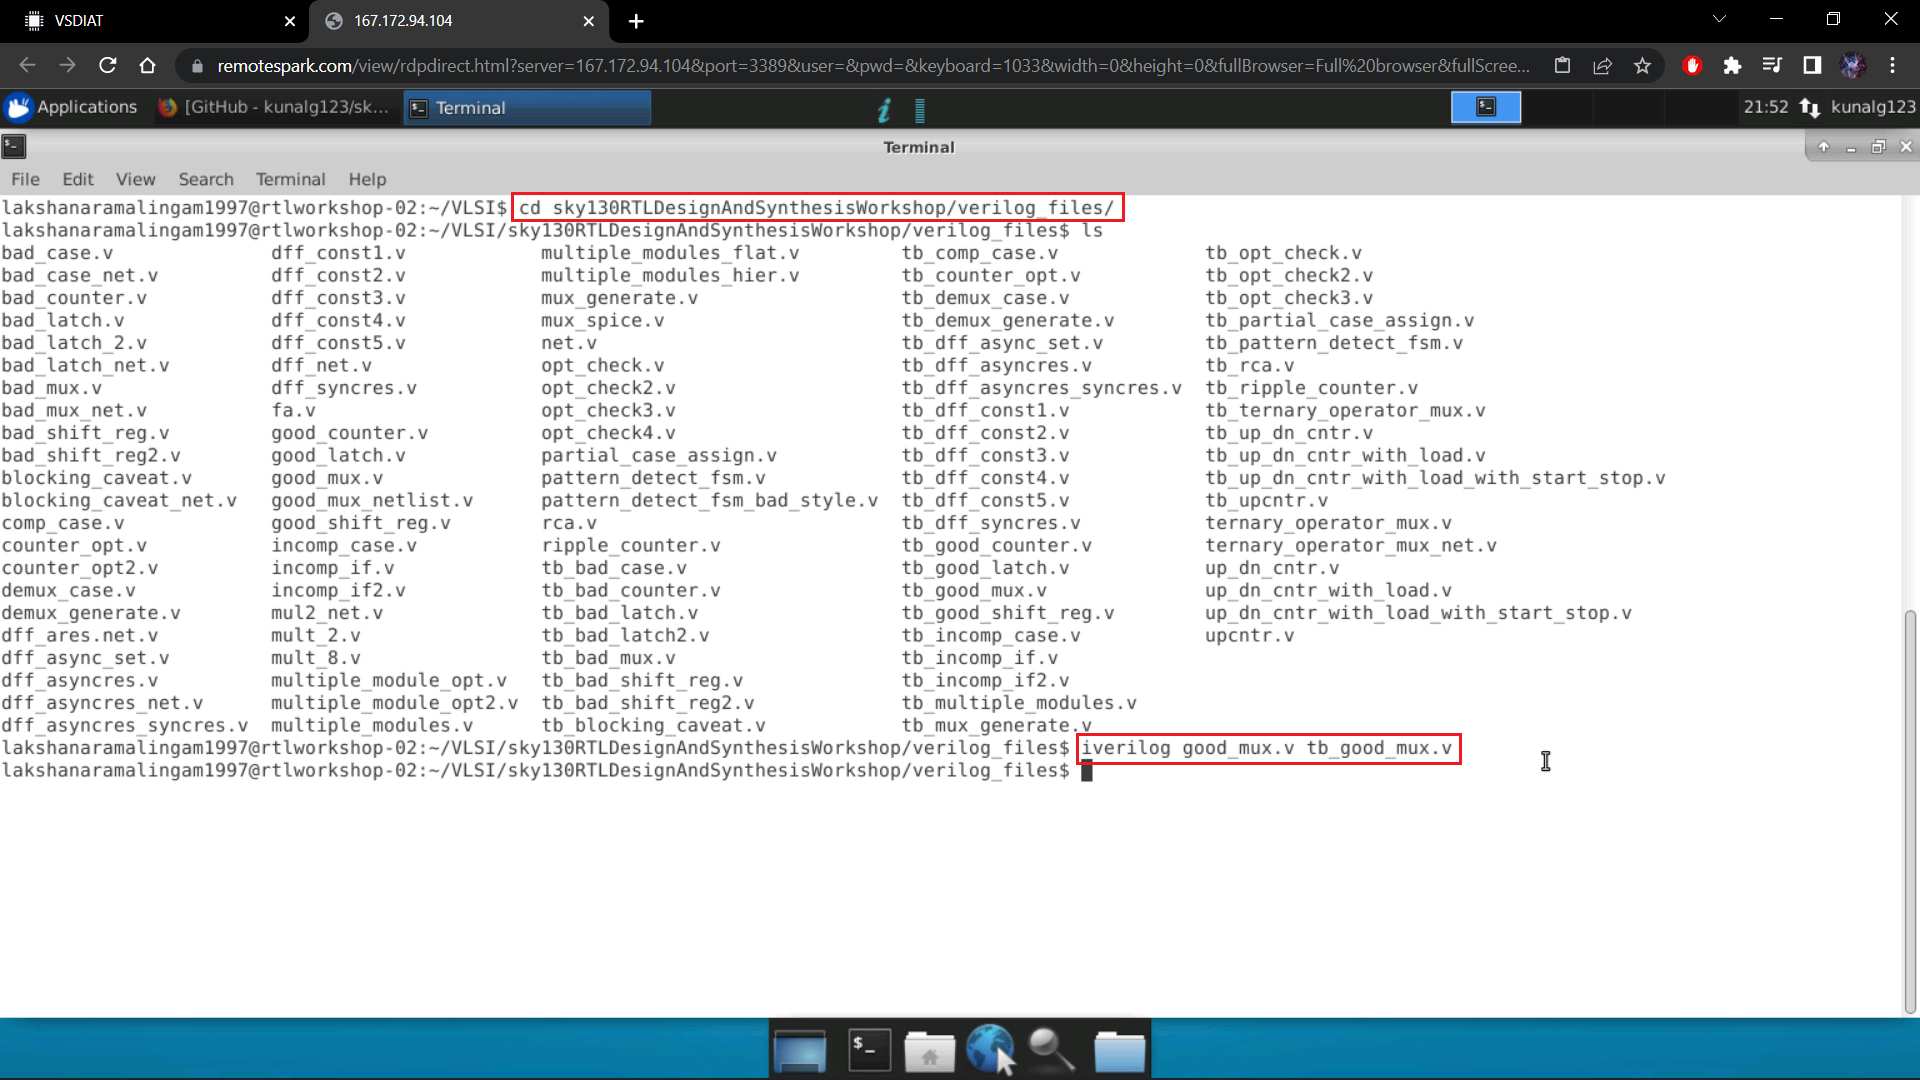 VSDIAT
167.172.94.104
remotespark.com/view/rdpdirect.html?server=167.172.94.104&port=3389&user=&pwd=&keyboard=1033&width=0&height=0&fullBrowser=Full%20browser&fullScree...
Applications [GitHub - kunalg123/sk... Terminal 21:52 kunalg123
Terminal
File Edit View Search Terminal Help
lakshanaramalingam1997@rtlworkshop-02:~/VLSI$ cd sky130RTLDesignAndSynthesisWorkshop/verilog_files/
lakshanaramalingam1997@rtlworkshop-02:~/VLSI/sky130RTLDesignAndSynthesisWorkshop/verilog_files$ ls
bad_case.v dff_const1.v multiple_modules_flat.v tb_comp_case.v tb_opt_check.v
bad_case_net.v dff_const2.v multiple_modules_hier.v tb_counter_opt.v tb_opt_check2.v
bad_counter.v dff_const3.v mux_generate.v tb_demux_case.v tb_opt_check3.v
bad_latch.v dff_const4.v mux_spice.v tb_demux_generate.v tb_partial_case_assign.v
bad_latch_2.v dff_const5.v net.v tb_dff_async_set.v tb_pattern_detect_fsm.v
bad_latch_net.v dff_net.v opt_check.v tb_dff_asyncres.v tb_rca.v
bad_mux.v dff_syncres.v opt_check2.v tb_dff_asyncres_syncres.v tb_ripple_counter.v
bad_mux_net.v fa.v opt_check3.v tb_dff_const1.v tb_ternary_operator_mux.v
bad_shift_reg.v good_counter.v opt_check4.v tb_dff_const2.v tb_up_dn_cntr.v
bad_shift_reg2.v good_latch.v partial_case_assign.v tb_dff_const3.v tb_up_dn_cntr_with_load.v
blocking_caveat.v good_mux.v pattern_detect_fsm.v tb_dff_const4.v tb_up_dn_cntr_with_load_with_start_stop.v
blocking_caveat_net.v good_mux_netlist.v pattern_detect_fsm_bad_style.v tb_dff_const5.v tb_upcntr.v
comp_case.v good_shift_reg.v rca.v tb_dff_syncres.v ternary_operator_mux.v
counter_opt.v incomp_case.v ripple_counter.v tb_good_counter.v ternary_operator_mux_net.v
counter_opt2.v incomp_if.v tb_bad_case.v tb_good_latch.v up_dn_cntr.v
demux_case.v incomp_if2.v tb_bad_counter.v tb_good_mux.v up_dn_cntr_with_load.v
demux_generate.v mul2_net.v tb_bad_latch.v tb_good_shift_reg.v up_dn_cntr_with_load_with_start_stop.v
dff_ares.net.v mult_2.v tb_bad_latch2.v tb_incomp_case.v upcntr.v
dff_async_set.v mult_8.v tb_bad_mux.v tb_incomp_if.v
dff_asyncres.v multiple_module_opt.v tb_bad_shift_reg.v tb_incomp_if2.v
dff_asyncres_net.v multiple_module_opt2.v tb_bad_shift_reg2.v tb_multiple_modules.v
dff_asyncres_syncres.v multiple_modules.v tb_blocking_caveat.v tb_mux_generate.v
lakshanaramalingam1997@rtlworkshop-02:~/VLSI/sky130RTLDesignAndSynthesisWorkshop/verilog_files$ iverilog good_mux.v tb_good_mux.v
lakshanaramalingam1997@rtlworkshop-02:~/VLSI/sky130RTLDesignAndSynthesisWorkshop/verilog_files$